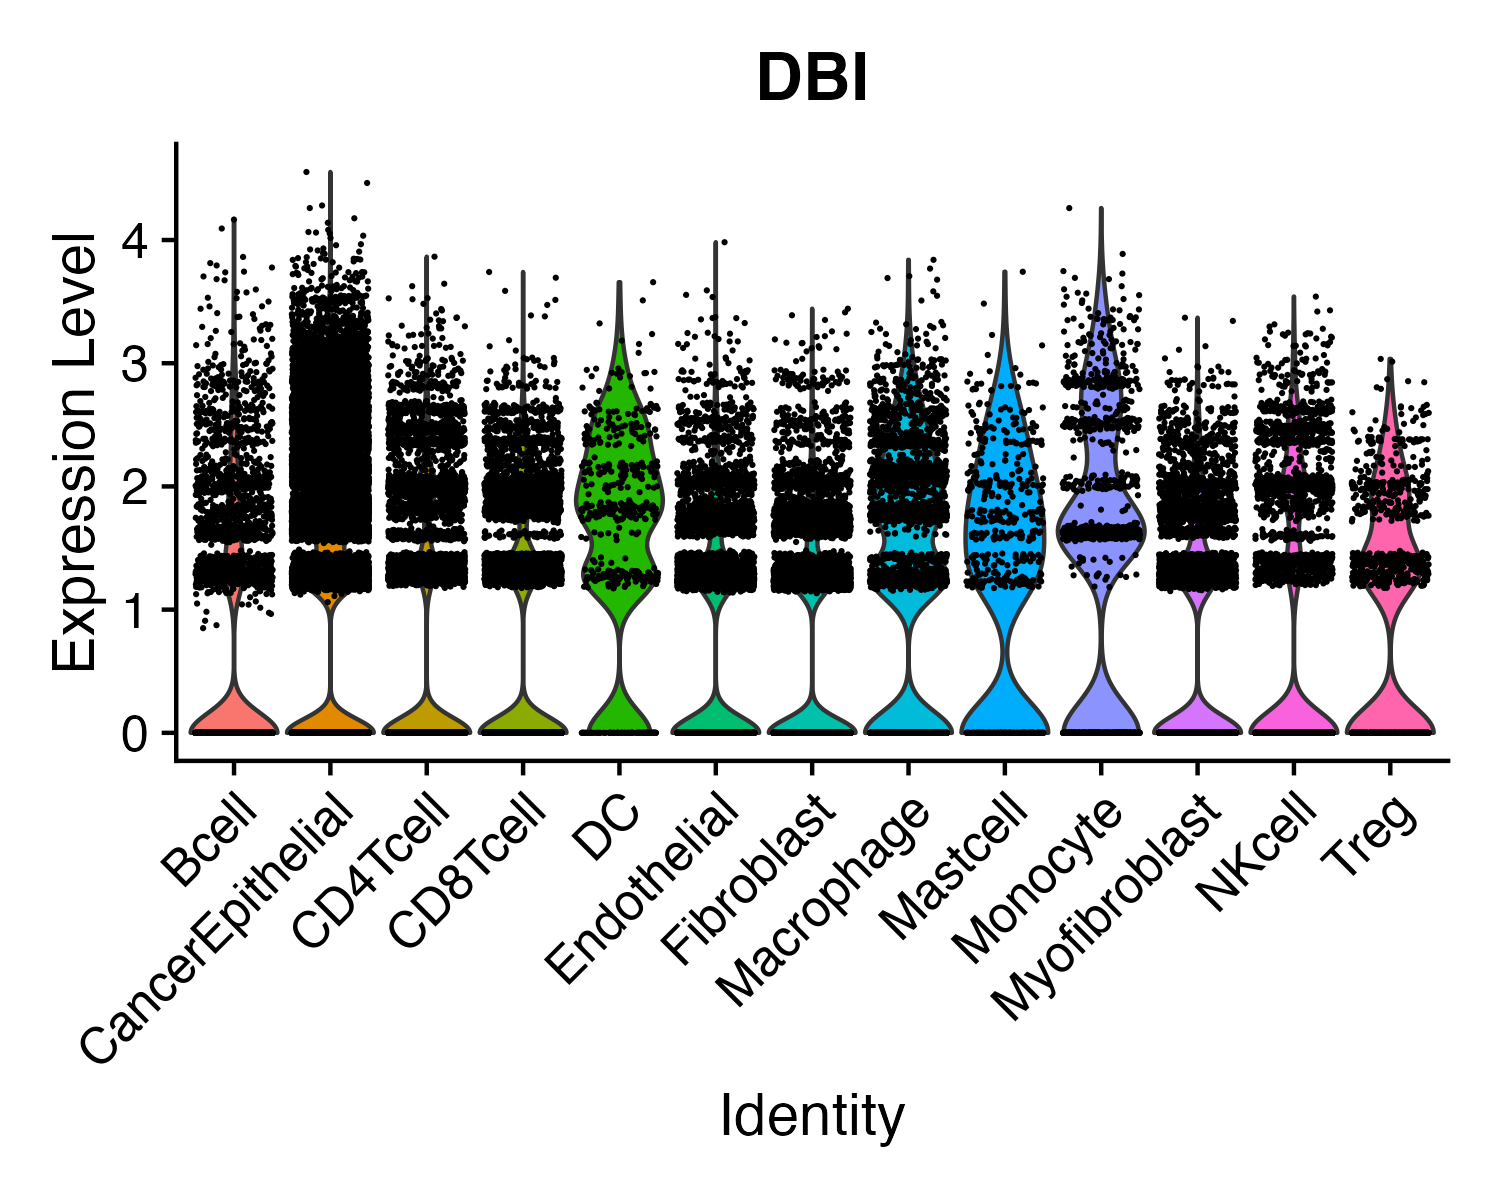 DBI
Expression Level
4
3
2
1
0
Bcell
CancerEpithelial
CD4Tcell
CD8Tcell
DC
Endothelial
Fibroblast
Macrophage
Mastcell
Monocyte
Myofibroblast
NKcell
Treg
Identity